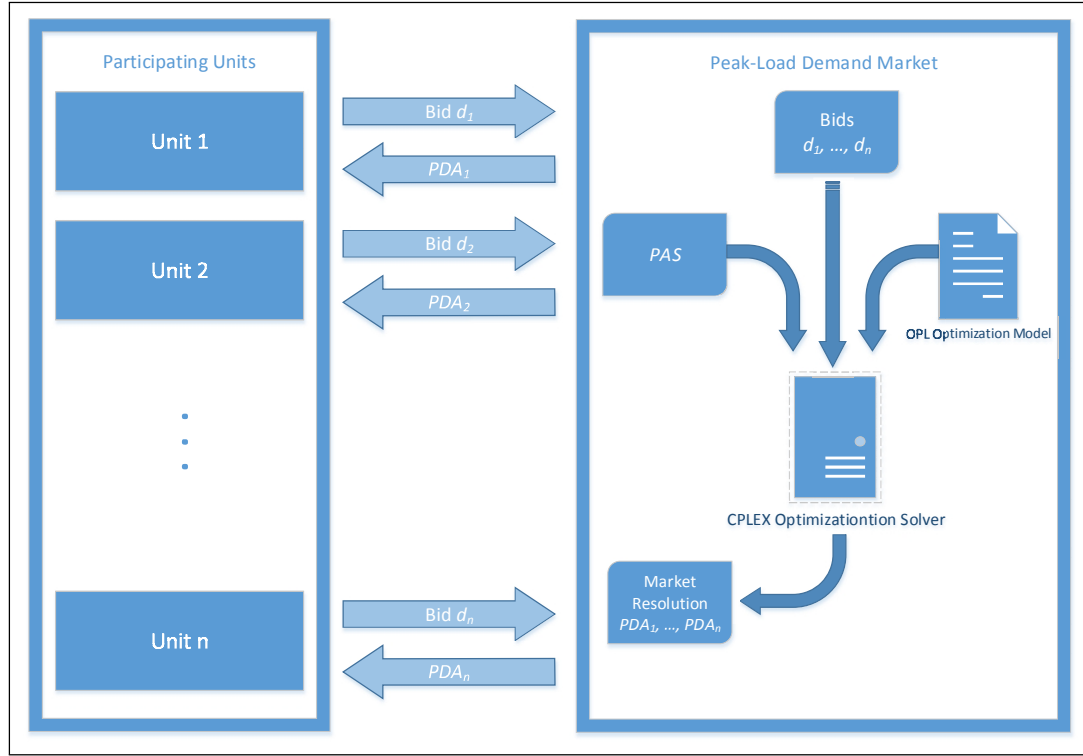 Participating Units
Unit 1
Unit 2
Unit n
Bid d₁
PDA₁
Bid d₂
PDA₂
Bid dₙ
PDAₙ
Peak-Load Demand Market
Bids
d₁, ..., dₙ
PAS
OPL Optimization Model
CPLEX Optimizationtion Solver
Market
Resolution
PDA₁, ..., PDAₙ